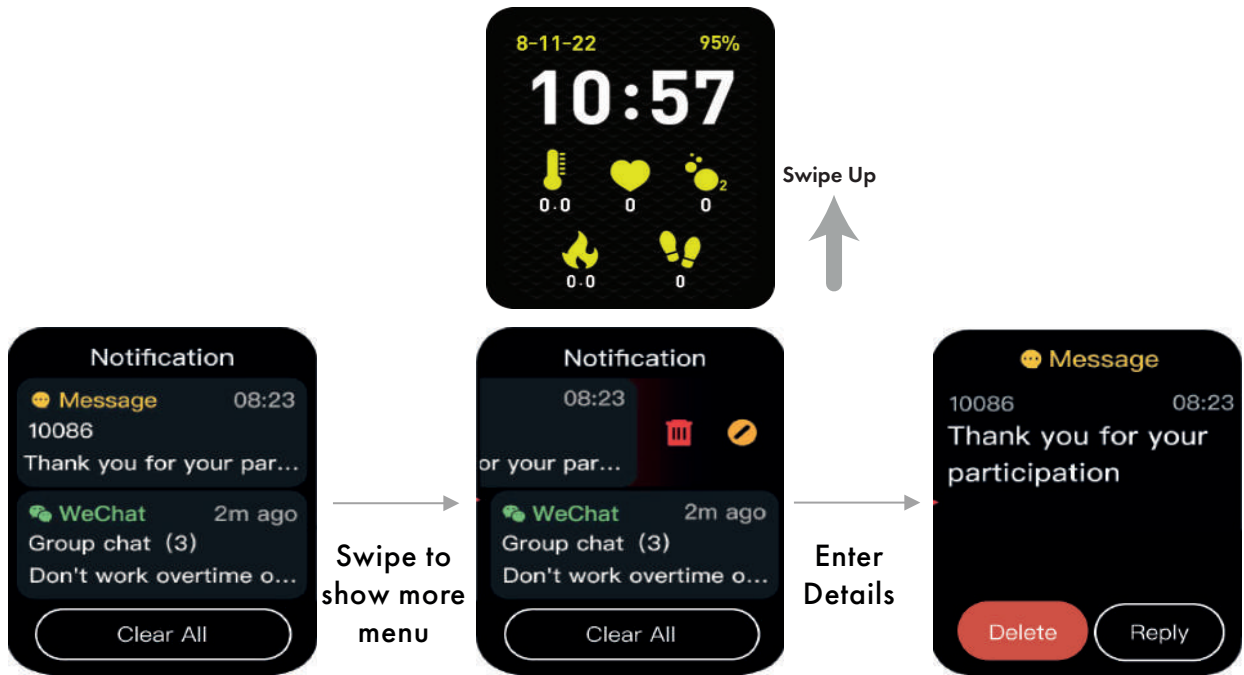 8-11-22 95%
10:57
0.0 0 2 0
0.0 0
Swipe Up
Notification
Message 08:23
10086
Thank you for your par...
WeChat 2m ago
Group chat (3)
Don't work overtime o...
Clear All
Swipe to
show more
menu
Notification
08:23
or your par...
WeChat 2m ago
Group chat (3)
Don't work overtime o...
Clear All
Enter
Details
Message
10086 08:23
Thank you for your
participation
Delete Reply